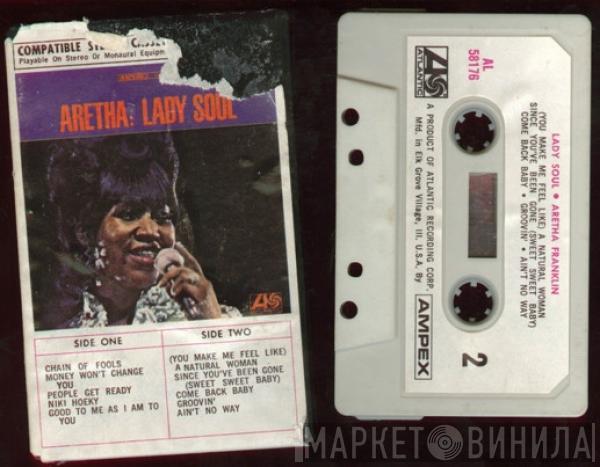 COMPATIBLE
Playable On Stereo Or Monaural Equipm
AMPEX
ARETHA: LADY SOUL
SIDE ONE
CHAIN OF FOOLS
MONEY WON'T CHANGE
YOU
PEOPLE GET READY
NIKI HOEKY
GOOD TO ME AS I AM TO
YOU
SIDE TWO
(YOU MAKE ME FEEL LIKE)
A NATURAL WOMAN
SINCE YOU'VE BEEN GONE
(SWEET SWEET BABY)
COME BACK BABY
GROOVIN'
AIN'T NO WAY
LADY SOUL • ARETHA FRANKLIN
(YOU MAKE ME FEEL LIKE) A NATURAL WOMAN
SINCE YOU'VE BEEN GONE (SWEET SWEET BABY)
COME BACK BABY • GROOVIN' • AIN'T NO WAY
AL
58176
ATLANTIC
A PRODUCT OF ATLANTIC RECORDING CORP.
Mfd. in Elk Grove Village, Ill. U.S.A. By
AMPEX
2
МАРКЕТ ВИНИЛА